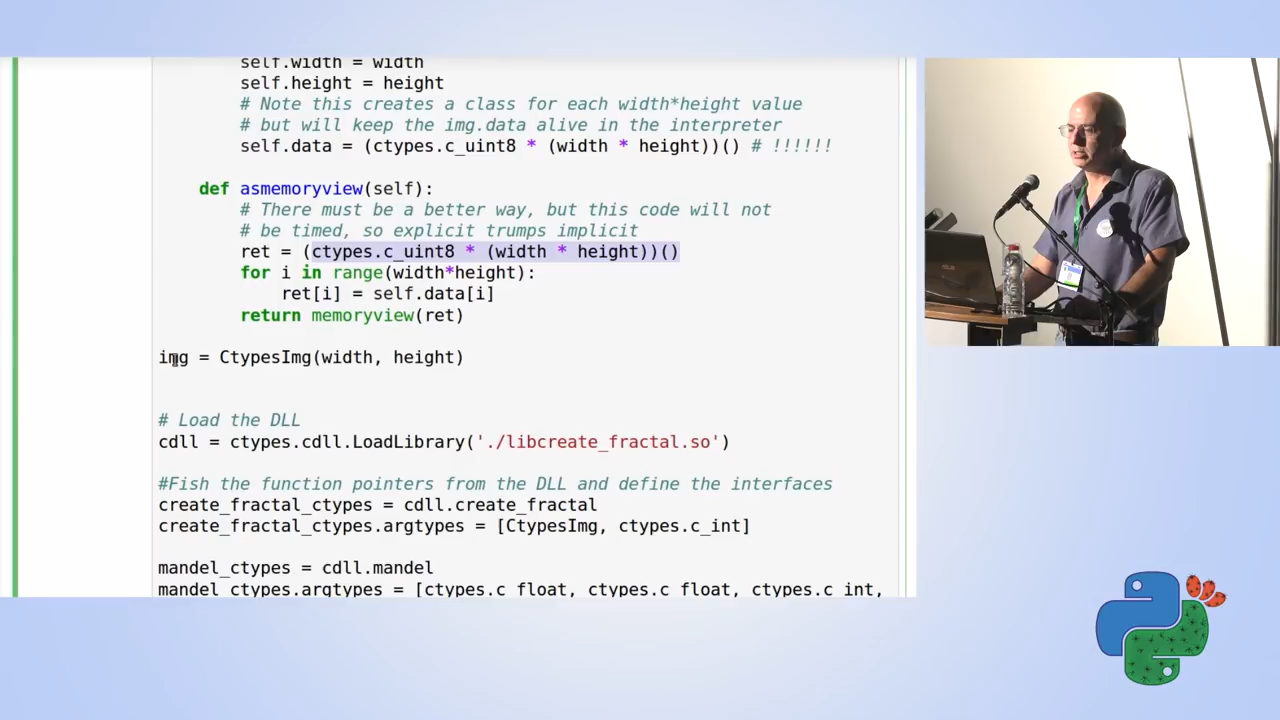 self.width = width
self.height = height
# Note this creates a class for each width*height value
# but will keep the img.data alive in the interpreter
self.data = (ctypes.c_uint8 * (width * height))() # !!!!!!
def asmemoryview(self):
# There must be a better way, but this code will not
# be timed, so explicit trumps implicit
ret = (ctypes.c_uint8 * (width * height))()
for i in range(width*height):
ret[i] = self.data[i]
return memoryview(ret)
img = CtypesImg(width, height)
# Load the DLL
cdll = ctypes.cdll.LoadLibrary('./libcreate_fractal.so')
#Fish the function pointers from the DLL and define the interfaces
create_fractal_ctypes = cdll.create_fractal
create_fractal_ctypes.argtypes = [CtypesImg, ctypes.c_int]
mandel_ctypes = cdll.mandel
mandel_ctypes.argtypes = [ctypes.c_float, ctypes.c_float, ctypes.c_int,